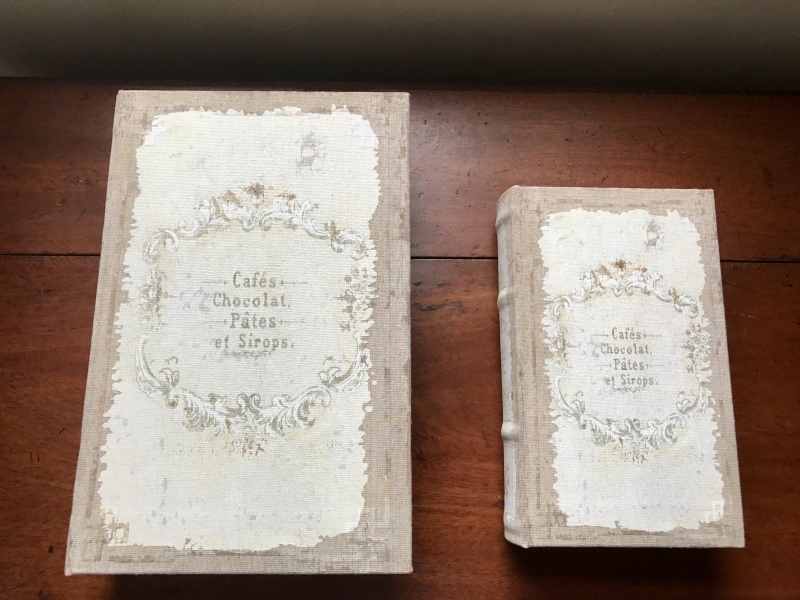 Cafés
Chocolat,
Pâtes
et Sirops.
Cafés
Chocolat,
Pâtes
et Sirops.